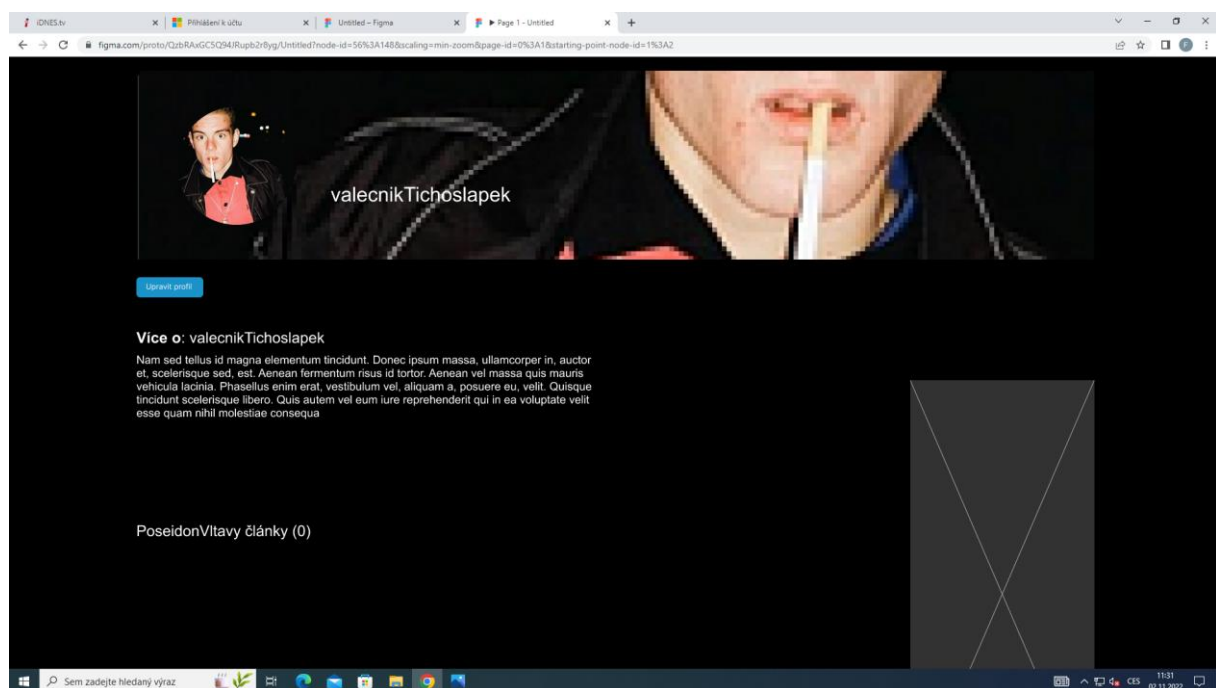 iDNES.tv
Přihlášení k účtu
Untitled – Figma
▶ Page 1 - Untitled
figma.com/proto/QzbRAxGCSQ94/Rupb2r8yg/Untitled?node-id=56%3A148&scaling=min-zoom&page-id=0%3A1&starting-point-node-id=1%3A2
valecnikTichoslapek
Upravit profil
Více o: valecnikTichoslapek
Nam sed tellus id magna elementum tincidunt. Donec ipsum massa, ullamcorper in, auctor
et, scelerisque sed, est. Aenean fermentum risus id tortor. Aenean vel massa quis mauris
vehicula lacinia. Phasellus enim erat, vestibulum vel, aliquam a, posuere eu, velit. Quisque
tincidunt scelerisque libero. Quis autem vel eum iure reprehenderit qui in ea voluptate velit
esse quam nihil molestiae consequa
PoseidonVltavy články (0)
Sem zadejte hledaný výraz
CES
11:31
02.11.2022